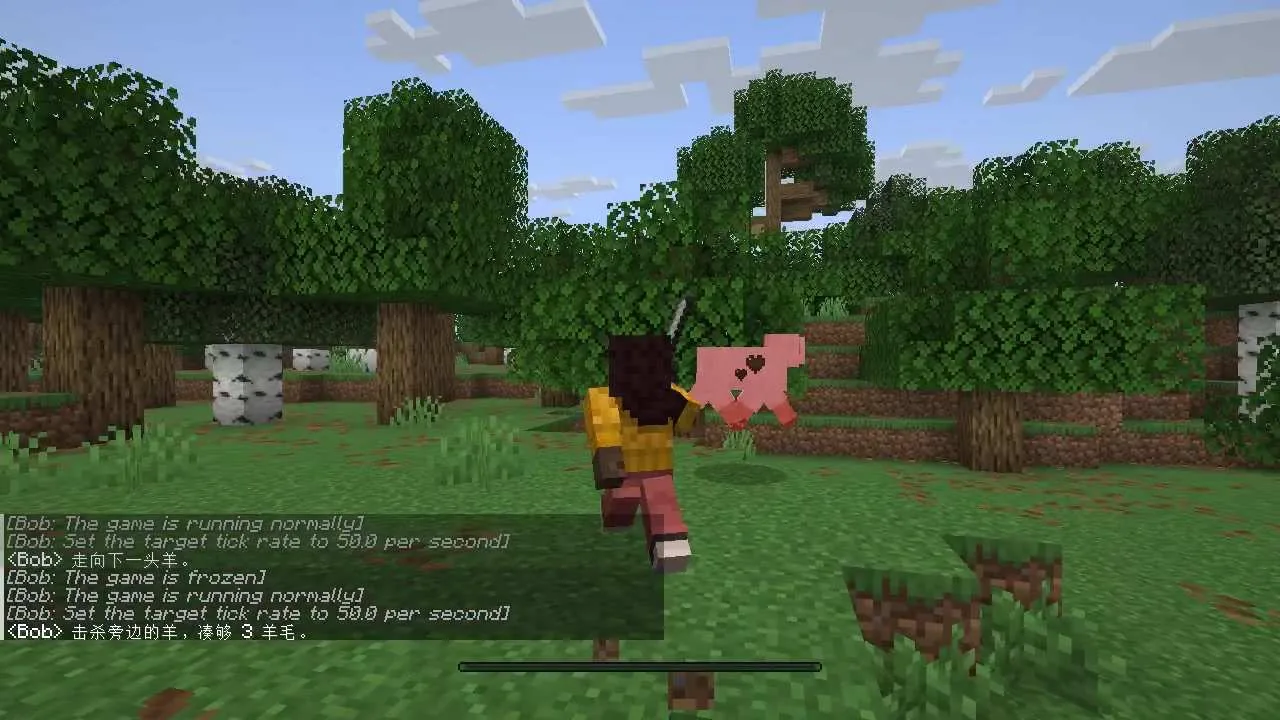 [Bob: The game is running normally]
[Bob: Set the target tick rate to 50.0 per second]
<Bob> 走向下一头羊。
[Bob: The game is frozen]
[Bob: The game is running normally]
[Bob: Set the target tick rate to 50.0 per second]
<Bob> 击杀旁边的羊，凑够 3 羊毛。